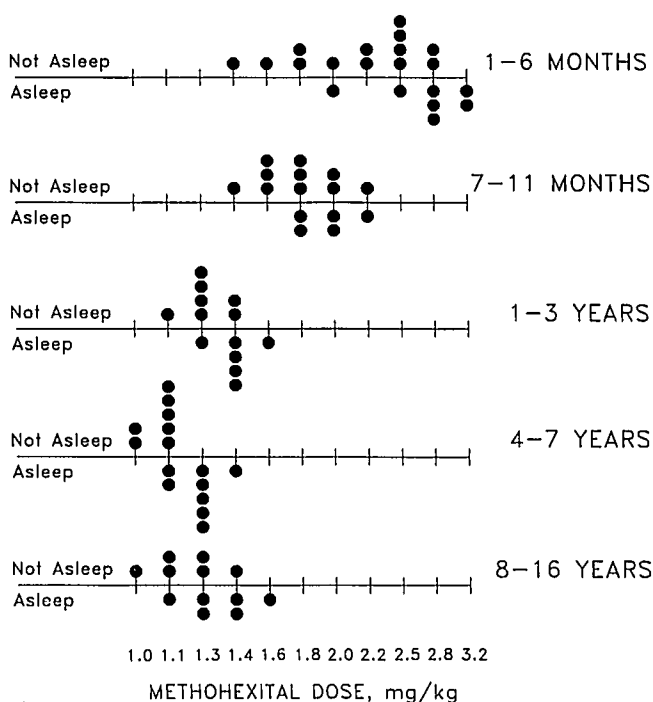 Not Asleep
Asleep
1-6 MONTHS
Not Asleep
Asleep
7-11 MONTHS
Not Asleep
Asleep
1-3 YEARS
Not Asleep
Asleep
4-7 YEARS
Not Asleep
Asleep
8-16 YEARS
1.0 1.1 1.3 1.4 1.6 1.8 2.0 2.2 2.5 2.8 3.2
METHOHEXITAL DOSE, mg/kg